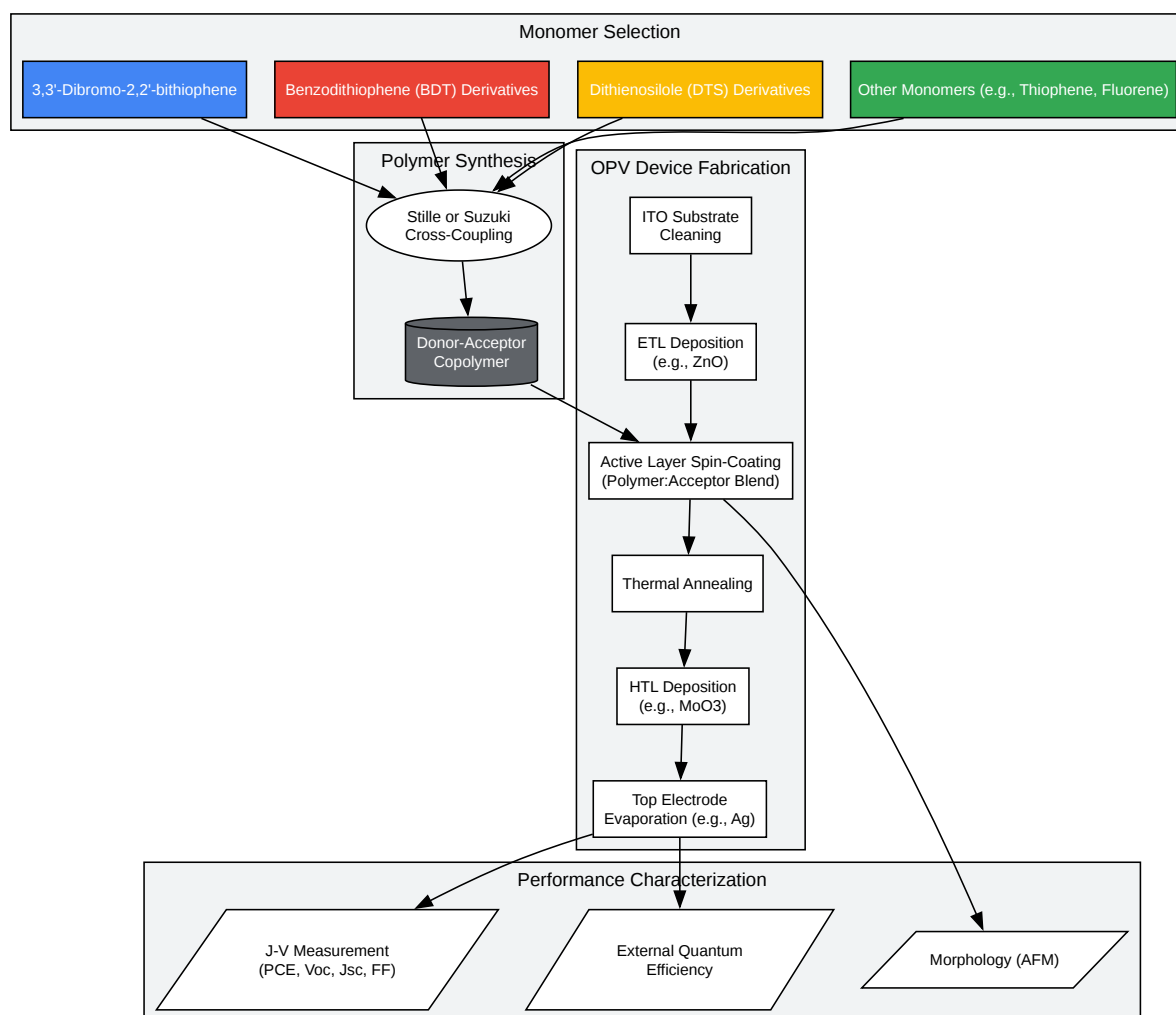 Monomer Selection
3,3'-Dibromo-2,2'-bithiophene
Benzodithiophene (BDT) Derivatives
Dithienosilole (DTS) Derivatives
Other Monomers (e.g., Thiophene, Fluorene)
Polymer Synthesis
Stille or Suzuki
Cross-Coupling
Donor-Acceptor
Copolymer
OPV Device Fabrication
ITO Substrate
Cleaning
ETL Deposition
(e.g., ZnO)
Active Layer Spin-Coating
(Polymer:Acceptor Blend)
Thermal Annealing
HTL Deposition
(e.g., MoO3)
Top Electrode
Evaporation (e.g., Ag)
Performance Characterization
J-V Measurement
(PCE, Voc, Jsc, FF)
External Quantum
Efficiency
Morphology (AFM)